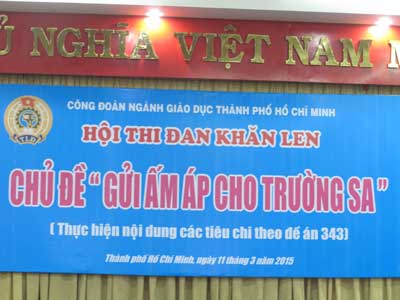 Ủ NGHĨA VIỆT NAM M
CÔNG ĐOÀN NGÀNH GIÁO DỤC THÀNH PHỐ HỒ CHÍ MINH
HỘI THI ĐAN KHĂN LEN
CHỦ ĐỀ “ GỬI ẤM ÁP CHO TRƯỜNG SA ”
( Thực hiện nội dung các tiêu chí theo đề án 343)
Thành phố Hồ Chí Minh, ngày 11 tháng 3 năm 2015
TLĐ